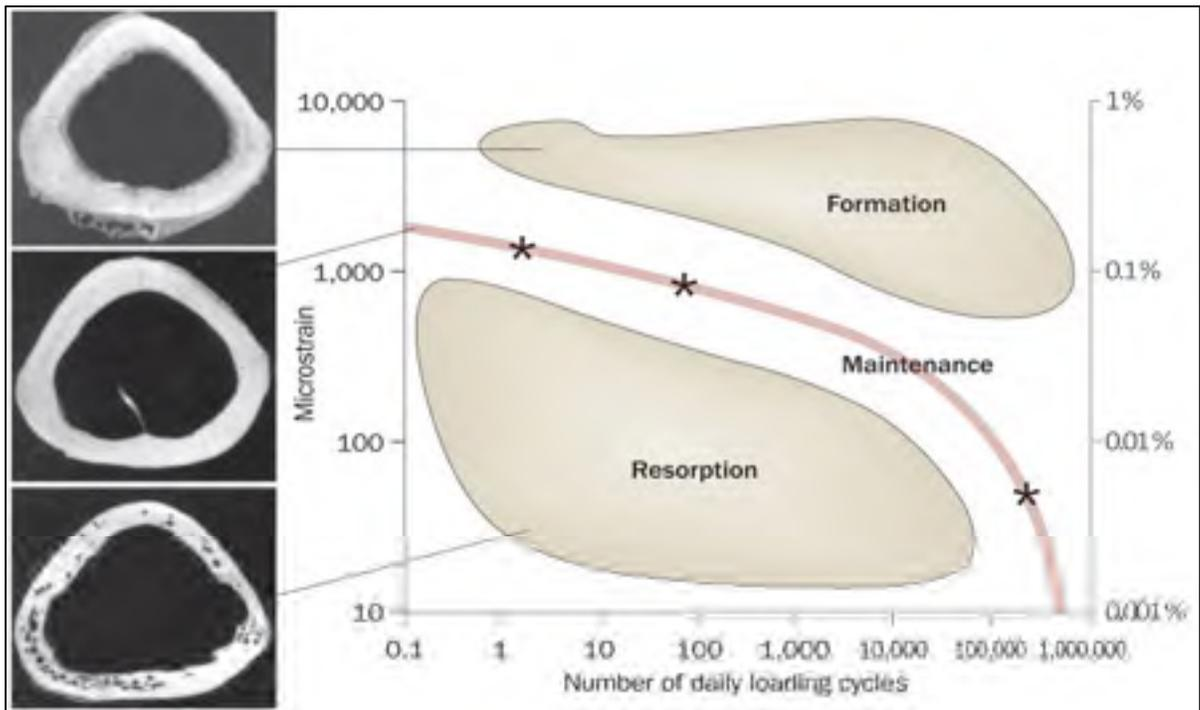 10,000
1%
Formation
1,000
0.1%
Microstrain
Maintenance
100
0.01%
Resorption
10
0.001%
0.1 1 10 100 1,000 10,000 100,000 1,000,000
Number of daily loading cycles